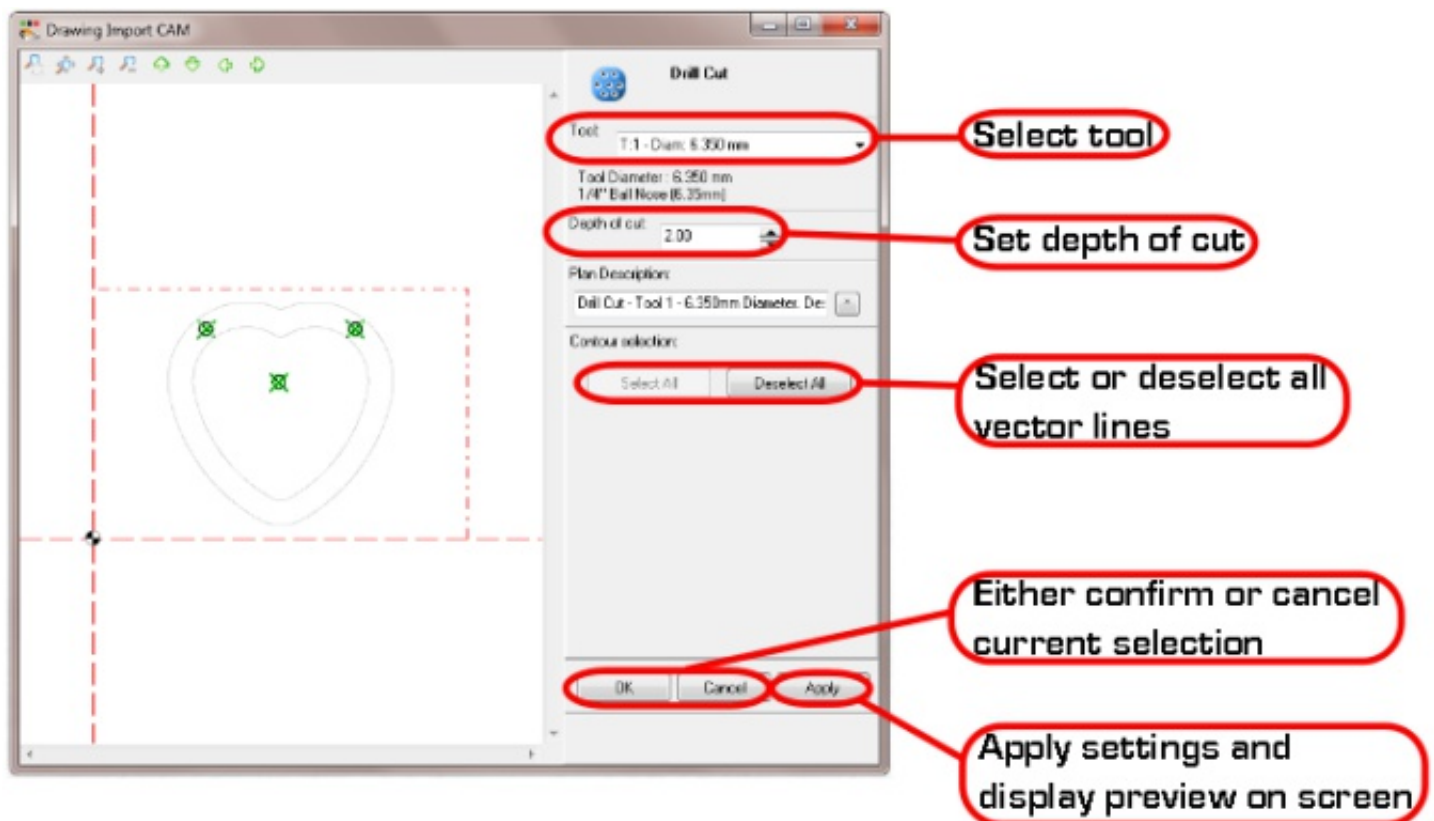 Drawing Import CAM
Drill Cut
Tool:
T:1 - Diam: 6.350 mm
Tool Diameter : 6.350 mm
1/4" Ball Nose (6.35mm)
Depth of cut
2.00
Plan Description:
Drill Cut - Tool 1 - 6.350mm Diameter. De:
Contour selection:
Select All
Deselect All
OK
Cancel
Apply
Select tool
Set depth of cut
Select or deselect all
vector lines
Either confirm or cancel
current selection
Apply settings and
display preview on screen